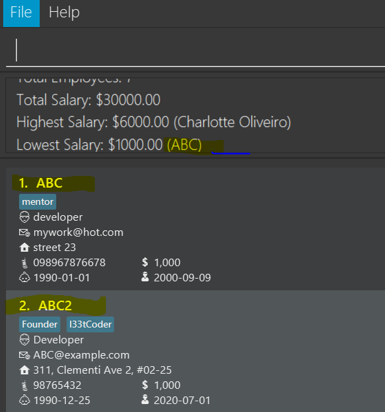 File Help
Total Employees: 7
Total Salary: $30000.00
Highest Salary: $6000.00 (Charlotte Oliveiro)
Lowest Salary: $1000.00 (ABC)
1. ABC
mentor
developer
mywork@hot.com
street 23
098967876678 $ 1,000
1990-01-01 2000-09-09
2. ABC2
Founder l33tCoder
Developer
ABC@example.com
311, Clementi Ave 2, #02-25
98765432 $ 1,000
1990-12-25 2020-07-01